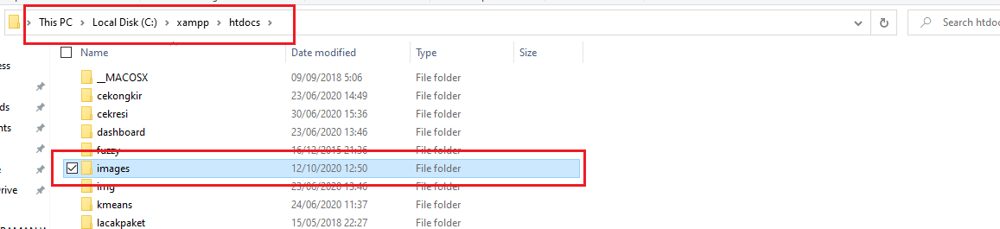 This PC > Local Disk (C:) > xampp > htdocs >
Search htdoc
Name Date modified Type Size
ess
__MACOSX 09/09/2018 5:06 File folder
cekongkir 23/06/2020 14:49 File folder
ds
cekresi 30/06/2020 15:36 File folder
nts
dashboard 23/06/2020 13:46 File folder
fuzzy 16/12/2015 21:36 File folder
images 12/10/2020 12:50 File folder
img 23/06/2020 13:46 File folder
Drive
kmeans 24/06/2020 11:37 File folder
lacakpaket 15/05/2018 22:27 File folder